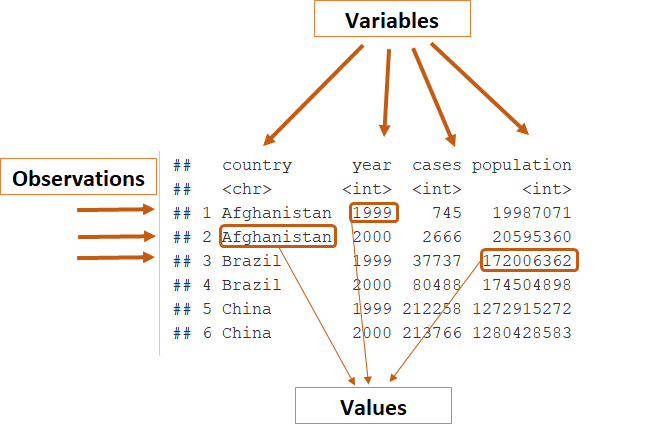 Variables
Observations
## country year cases population
## <chr> <int> <int> <int>
## 1 Afghanistan 1999 745 19987071
## 2 Afghanistan 2000 2666 20595360
## 3 Brazil 1999 37737 172006362
## 4 Brazil 2000 80488 174504898
## 5 China 1999 212258 1272915272
## 6 China 2000 213766 1280428583
Values